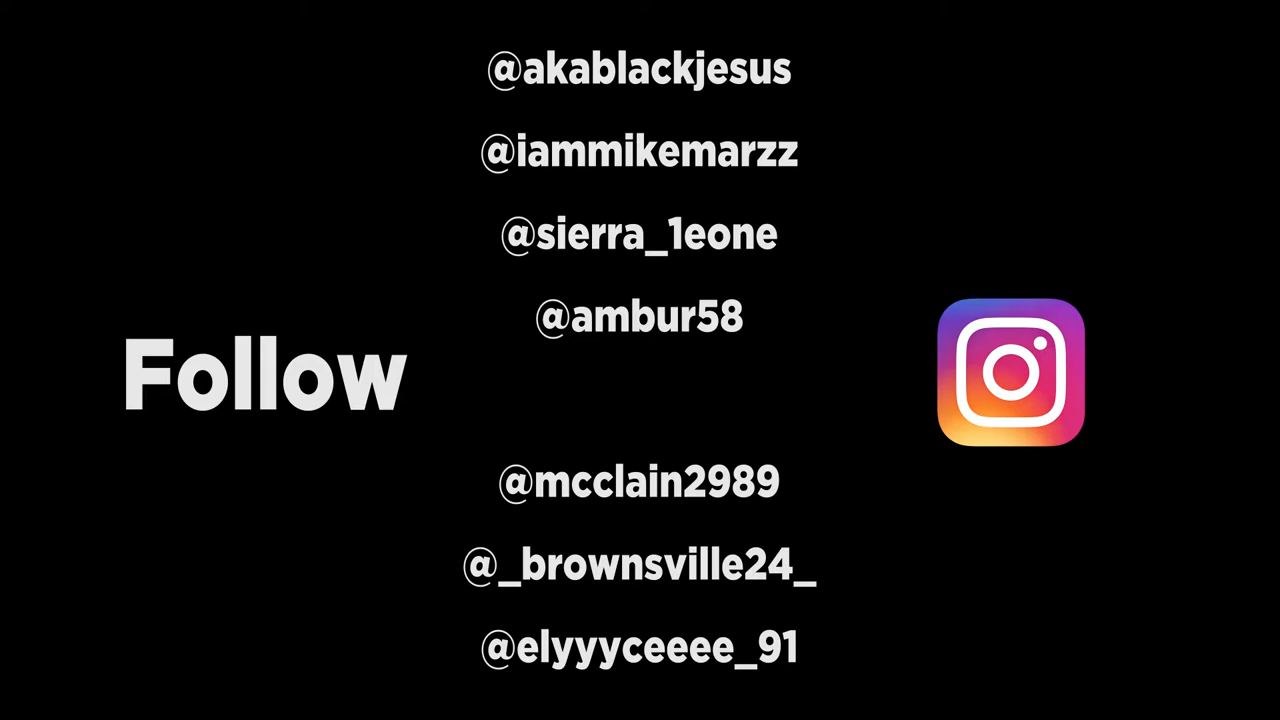 @akablackjesus
@iammikemarzz
@sierra_1eone
@ambur58
Follow
@mcclain2989
@_brownsville24_
@elyyyceeee_91